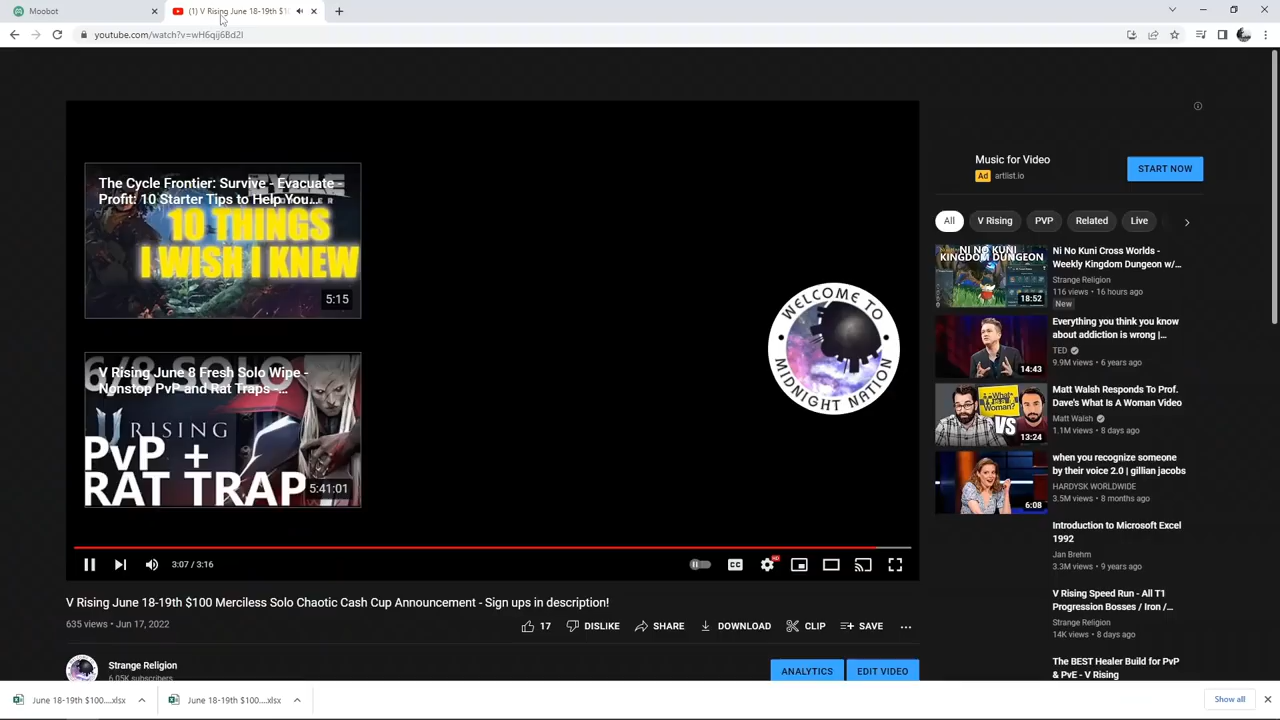 Moobot
(1) V Rising June 18-19th $1
youtube.com/watch?v=wH6qij6Bd2I
The Cycle Frontier: Survive - Evacuate -
Profit: 10 Starter Tips to Help You...
10 THINGS
I WISH I KNEW
5:15
6/8 SOLO
V Rising June 8 Fresh Solo Wipe -
Nonstop PvP and Rat Traps -...
V RISING
PvP +
RAT TRAP
5:41:01
WELCOME TO
MIDNIGHT NATION
3:07 / 3:16
CC
HD
V Rising June 18-19th $100 Merciless Solo Chaotic Cash Cup Announcement - Sign ups in description!
635 views • Jun 17, 2022
17
DISLIKE
SHARE
DOWNLOAD
CLIP
SAVE
Strange Religion
6.05K subscribers
ANALYTICS
EDIT VIDEO
Music for Video
Ad artlist.io
START NOW
All
V Rising
PVP
Related
Live
NI NO KUNI
KINGDOM DUNGEON
18:52
Ni No Kuni Cross Worlds -
Weekly Kingdom Dungeon w/...
Strange Religion
116 views • 16 hours ago
New
14:43
Everything you think you know
about addiction is wrong |...
TED
9.9M views • 6 years ago
What is a
Woman?
VS
13:24
Matt Walsh Responds To Prof.
Dave's What Is A Woman Video
Matt Walsh
1.1M views • 8 days ago
6:08
when you recognize someone
by their voice 2.0 | gillian jacobs
HARDYSK WORLDWIDE
3.5M views • 8 months ago
Introduction to Microsoft Excel
1992
Jan Brehm
3.3M views • 9 years ago
V Rising Speed Run - All T1
Progression Bosses / Iron /...
Strange Religion
14K views • 8 days ago
The BEST Healer Build for PvP
& PvE - V Rising
June 18-19th $100....xlsx
June 18-19th $100....xlsx
Show all